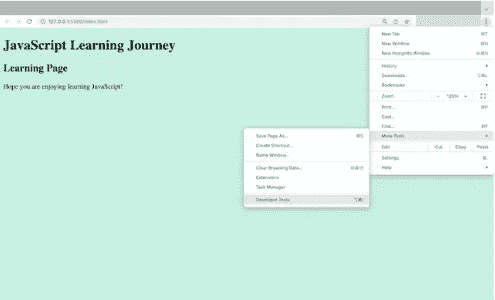 127.0.0.1:5500/index.html
JavaScript Learning Journey
Learning Page
Hope you are enjoying learning JavaScript!
New Tab ⌘T
New Window ⌘N
New Incognito Window ⇧⌘N
History
Downloads
Bookmarks
Zoom - 125% +
Print... ⌘P
Cast...
Find... ⌘F
More Tools
Edit Cut Copy Paste
Settings
Help
Save Page As... ⌘S
Create Shortcut...
Name Window...
Clear Browsing Data...
Extensions
Task Manager
Developer Tools